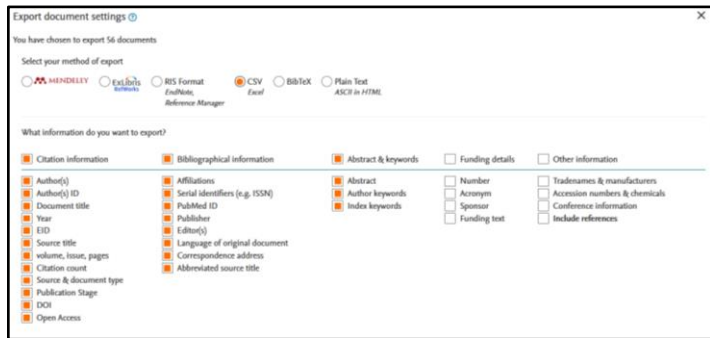 Export document settings
You have chosen to export 56 documents
Select your method of export
MENDELEY
ExLibris
RefWorks
RIS Format
EndNote,
Reference Manager
CSV
Excel
BibTeX
Plain Text
ASCII in HTML
What information do you want to export?
Citation information
Bibliographical information
Abstract & keywords
Funding details
Other information
Author(s)
Author(s) ID
Document title
Year
EID
Source title
volume, issue, pages
Citation count
Source & document type
Publication Stage
DOI
Open Access
Affiliations
Serial identifiers (e.g. ISSN)
PubMed ID
Publisher
Editor(s)
Language of original document
Correspondence address
Abbreviated source title
Abstract
Author keywords
Index keywords
Number
Acronym
Sponsor
Funding text
Tradenames & manufacturers
Accession numbers & chemicals
Conference information
Include references